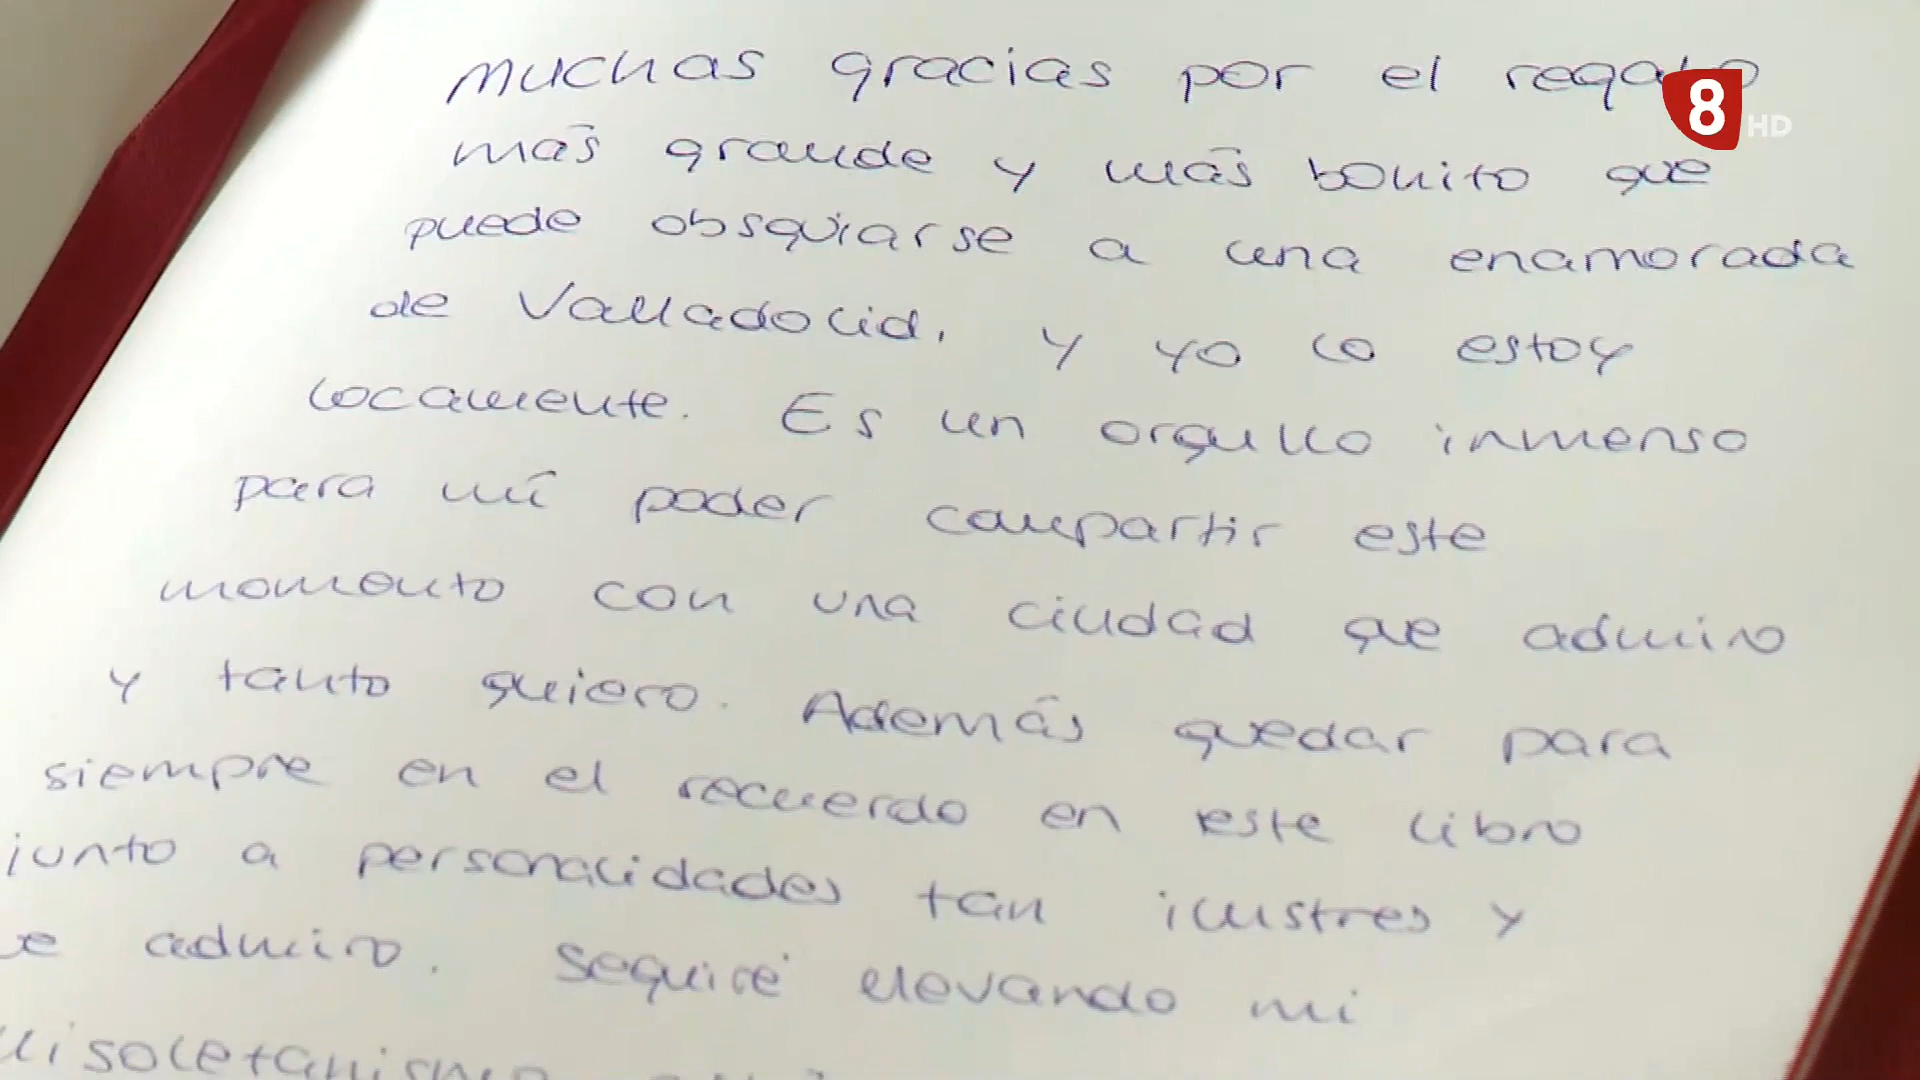 muchas gracias por el regalo
más grande y más bonito que
puede obsquiarse a una enamorada
de Valladolid, y yo lo estoy
locamente. Es un orgullo inmenso
para mí poder compartir este
momento con una ciudad que admiro
y tanto quiero. Además quedar para
siempre en el recuerdo en este libro
junto a personalidades tan ilustres y
admiro. Seguiré elevando mi
8 HD